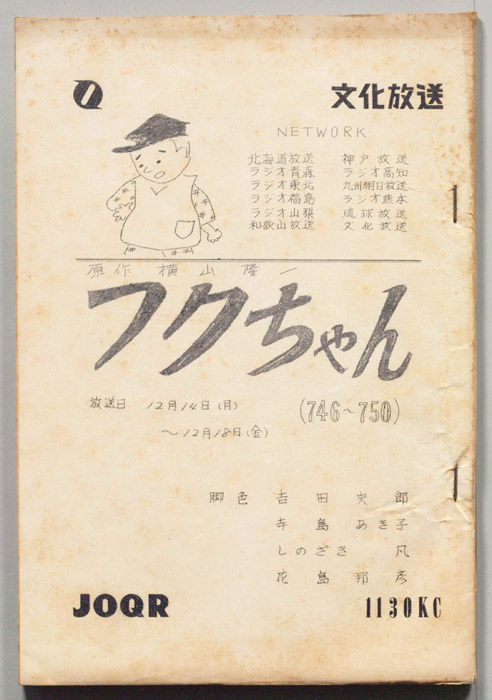 文化放送
NETWORK
北海道放送 神戸放送
ラジオ青森 ラジオ高知
ラジオ東北 九州朝日放送
ラジオ福島 ラジオ熊本
ラジオ山梨 琉球放送
和歌山放送 文化放送
原作 横山隆一
フクちゃん
放送日 12月14日(月)
(746~750)
~12月18日(金)
脚色 吉田史郎
寺島あき子
しのざき 凡
花島邦彦
JOQR 1130KC